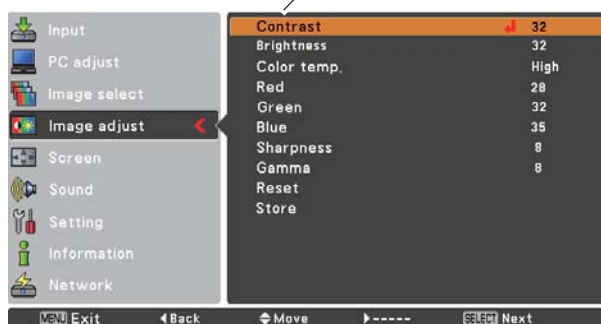 Input
PC adjust
Image select
Image adjust
Screen
Sound
Setting
Information
Network
Contrast 32
Brightness 32
Color temp. High
Red 28
Green 32
Blue 35
Sharpness 8
Gamma 8
Reset
Store
MENU Exit Back Move ----- SELECT Next